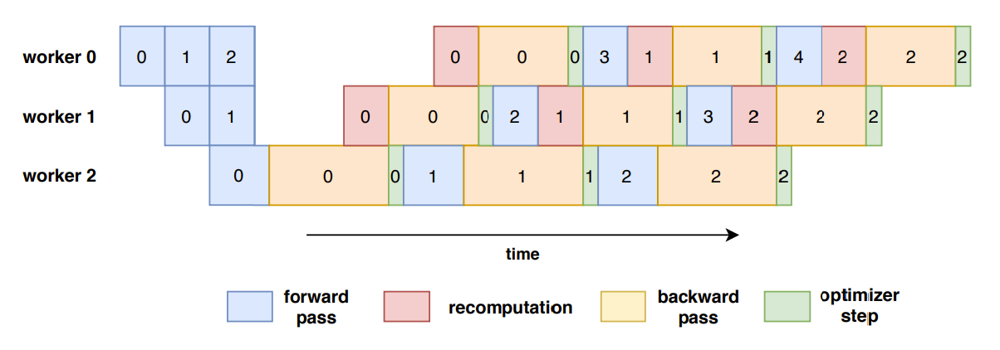 worker 0 0 1 2 0 0 0 3 1 1 1 4 2 2 2
worker 1 0 1 0 0 0 2 1 1 1 3 2 2 2
worker 2 0 0 0 1 1 1 2 2 2
time
forward
pass
recomputation
backward
pass
optimizer
step